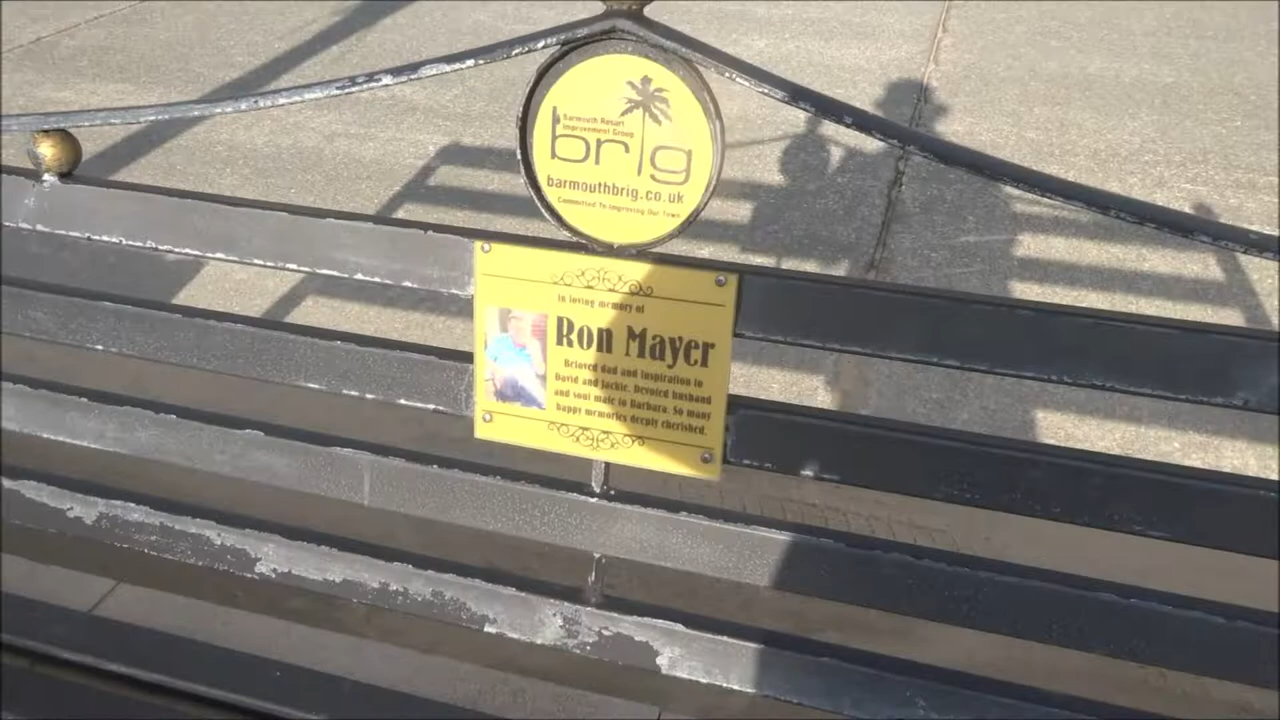 Barmouth Resort
Improvement Group
brig
barmouthbrig.co.uk
Committed To Improving Our Town
In loving memory of
Ron Mayer
Beloved dad and inspiration to
David and Jackie. Devoted husband
and soul mate to Barbara. So many
happy memories deeply cherished.